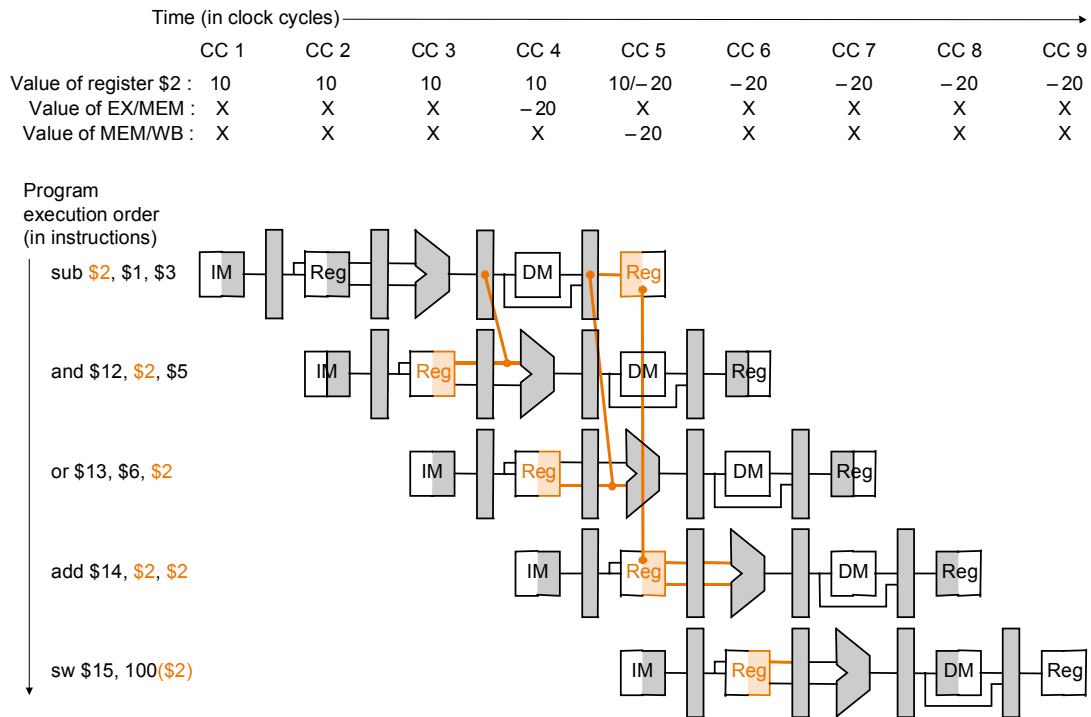 Time (in clock cycles)
CC 1 CC 2 CC 3 CC 4 CC 5 CC 6 CC 7 CC 8 CC 9
Value of register $2 : 10 10 10 10 10/– 20 – 20 – 20 – 20 – 20
Value of EX/MEM : X X X – 20 X X X X X
Value of MEM/WB : X X X X – 20 X X X X
Program
execution order
(in instructions)
sub $2, $1, $3
IM Reg DM Reg
and $12, $2, $5
IM Reg DM Reg
or $13, $6, $2
IM Reg DM Reg
add $14, $2, $2
IM Reg DM Reg
sw $15, 100($2)
IM Reg DM Reg